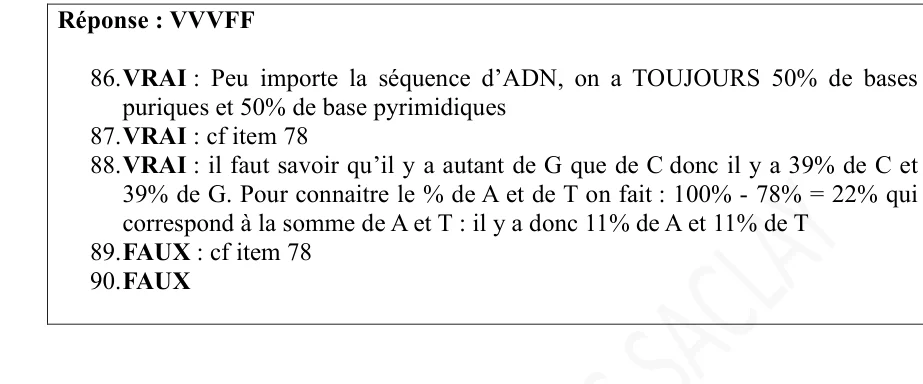 Réponse : VVVFF
86.VRAI : Peu importe la séquence d'ADN, on a TOUJOURS 50% de bases
puriques et 50% de base pyrimidiques
87.VRAI : cf item 78
88.VRAI : il faut savoir qu'il y a autant de G que de C donc il y a 39% de C et
39% de G. Pour connaitre le % de A et de T on fait : 100% - 78% = 22% qui
correspond à la somme de A et T : il y a donc 11% de A et 11% de T
89.FAUX : cf item 78
90.FAUX
S SACLAY